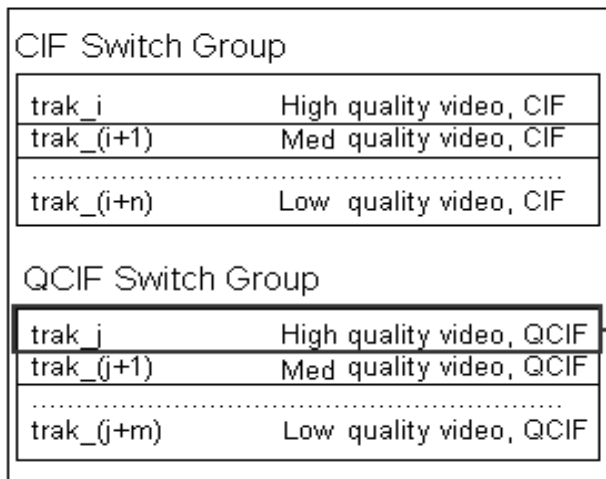 CIF Switch Group
trak_i High quality video, CIF
trak_(i+1) Med quality video, CIF
............................................................
trak_(i+n) Low quality video, CIF
QCIF Switch Group
trak_j High quality video, QCIF
trak_(j+1) Med quality video, QCIF
............................................................
trak_(j+m) Low quality video, QCIF